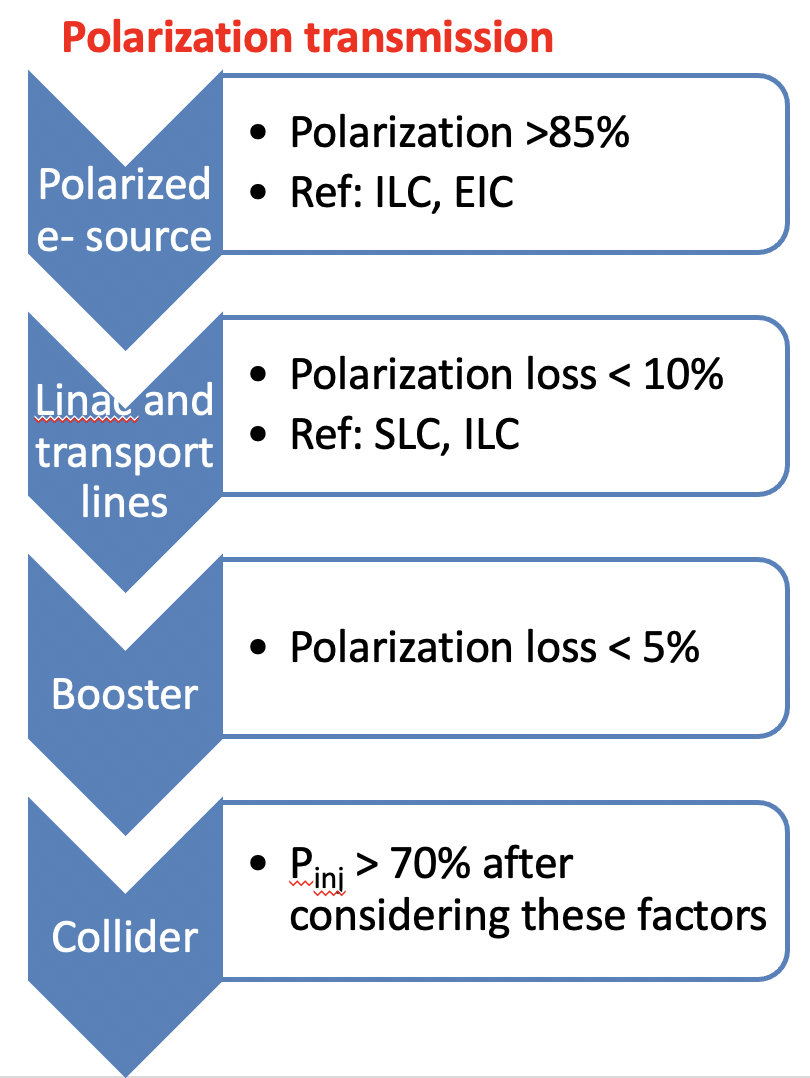 Polarization transmission
Polarized
e- source
• Polarization >85%
• Ref: ILC, EIC
Linac and
transport
lines
• Polarization loss < 10%
• Ref: SLC, ILC
Booster
• Polarization loss < 5%
Collider
• Pinj > 70% after
considering these factors